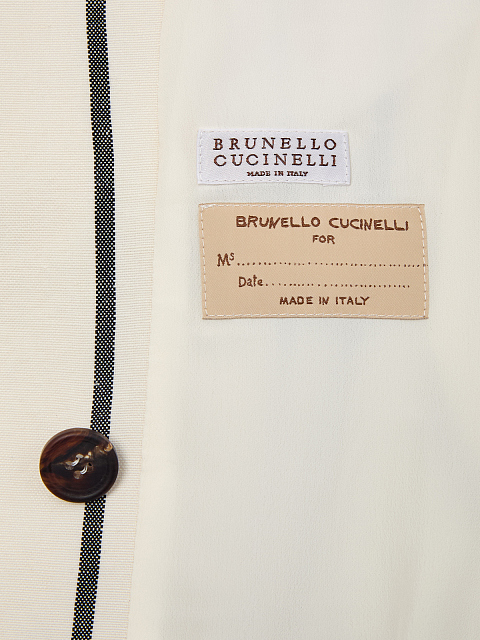 BRUNELLO
CUCINELLI
MADE IN ITALY
BRUNELLO CUCINELLI
FOR
Ms........................................
Date..............................
MADE IN ITALY